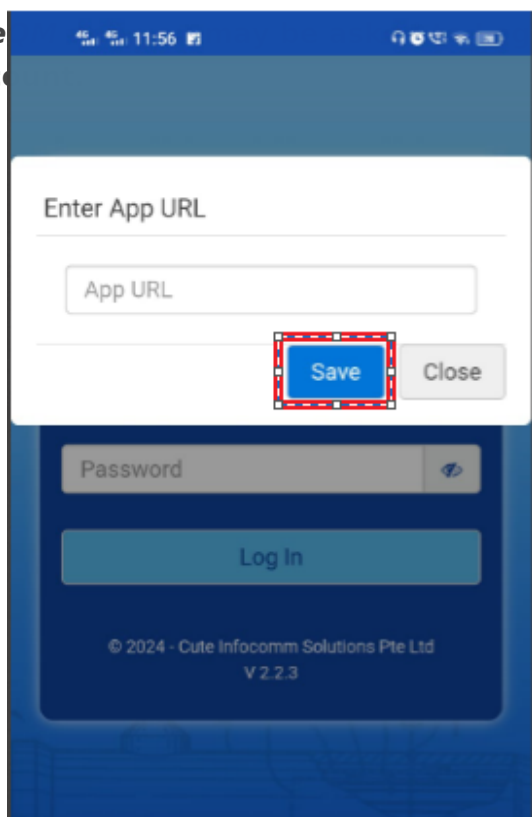 e
11:56
Enter App URL
App URL
Save Close
Password
Log In
© 2024 - Cute Infocomm Solutions Pte Ltd
V 2.2.3